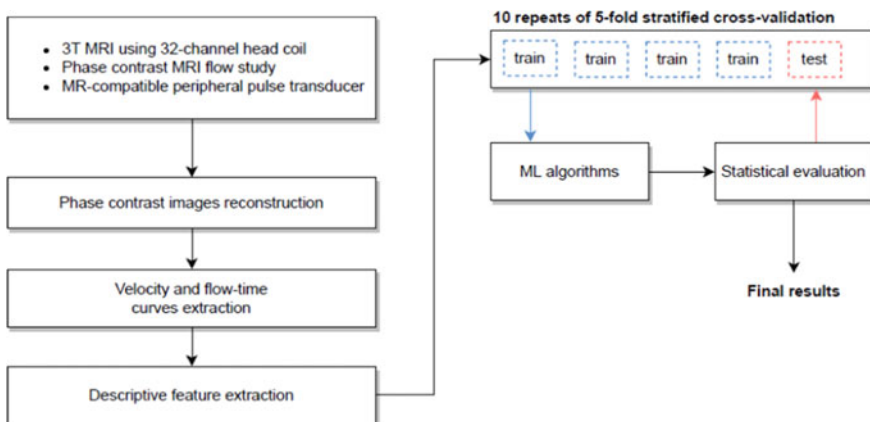 3T MRI using 32-channel head coil
Phase contrast MRI flow study
MR-compatible peripheral pulse transducer
Phase contrast images reconstruction
Velocity and flow-time
curves extraction
Descriptive feature extraction
10 repeats of 5-fold stratified cross-validation
train train train train test
ML algorithms
Statistical evaluation
Final results